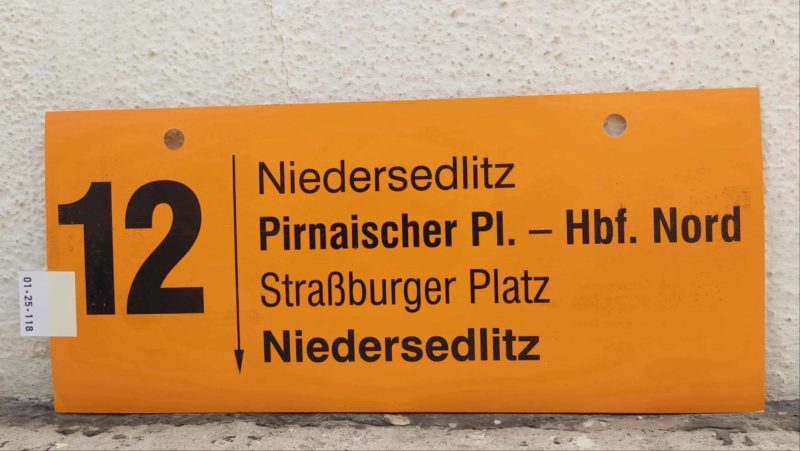 12
Niedersedlitz
Pirnaischer Pl. – Hbf. Nord
Straßburger Platz
Niedersedlitz
01-25-118